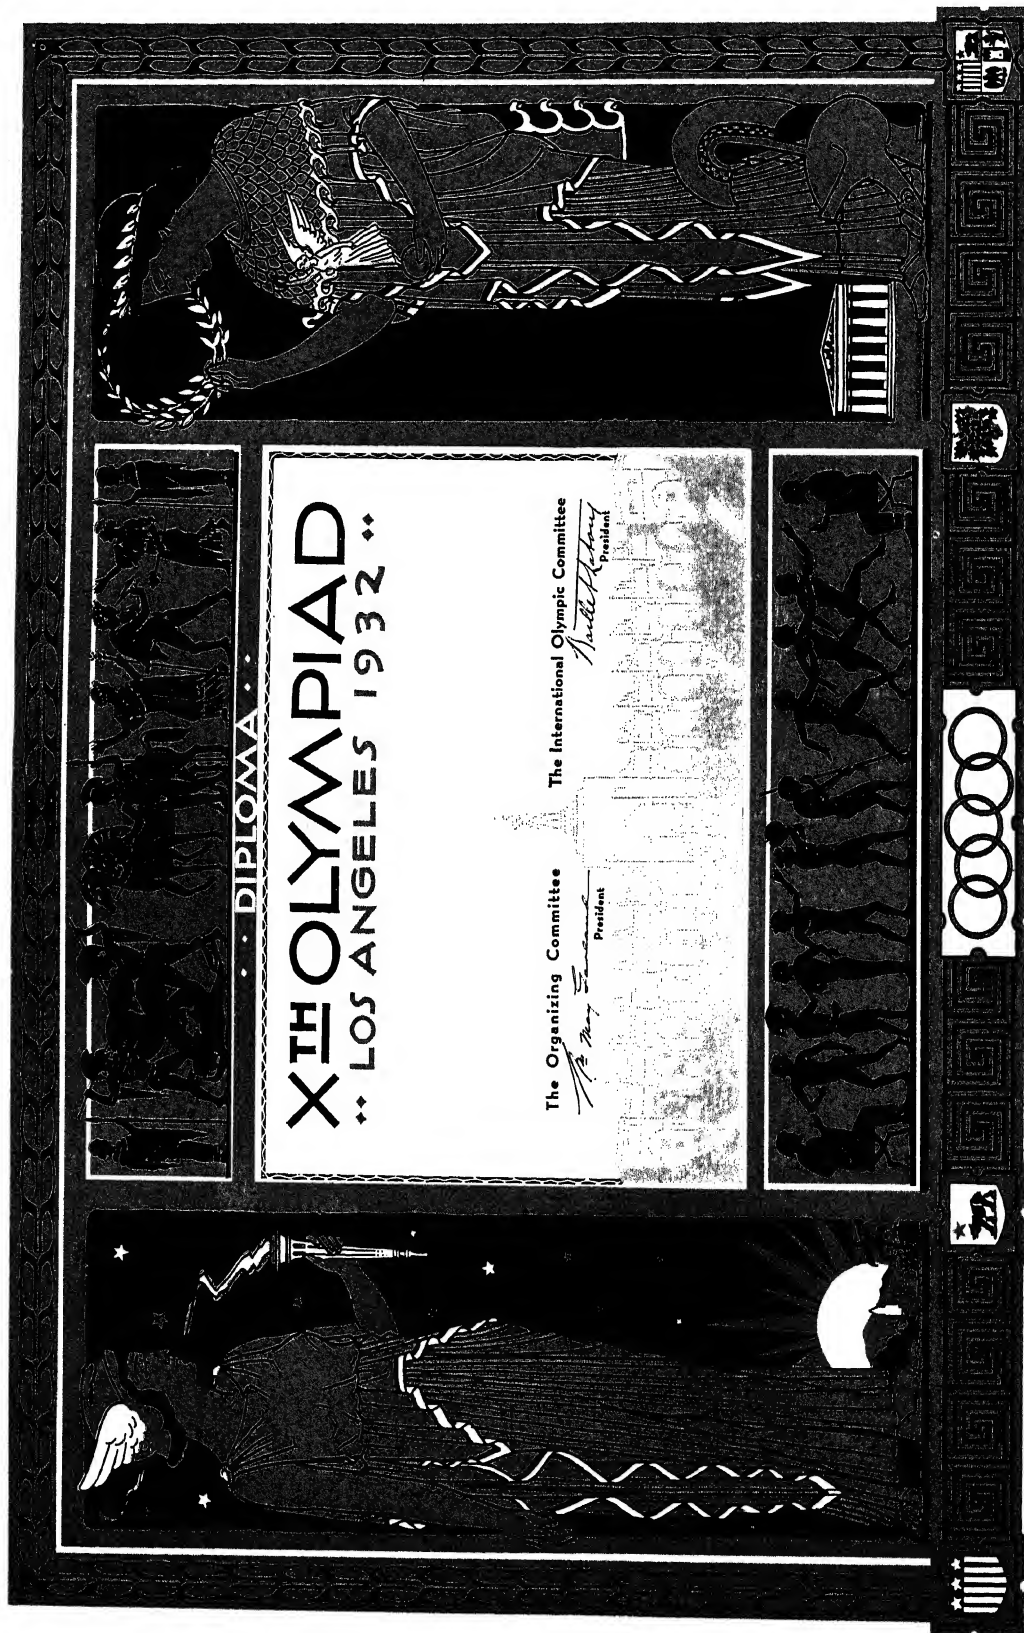 · · DIPLOMA · ·
XTH OLYMPIAD
•• LOS ANGELES 1932 ••
The Organizing Committee
President
The International Olympic Committee
President